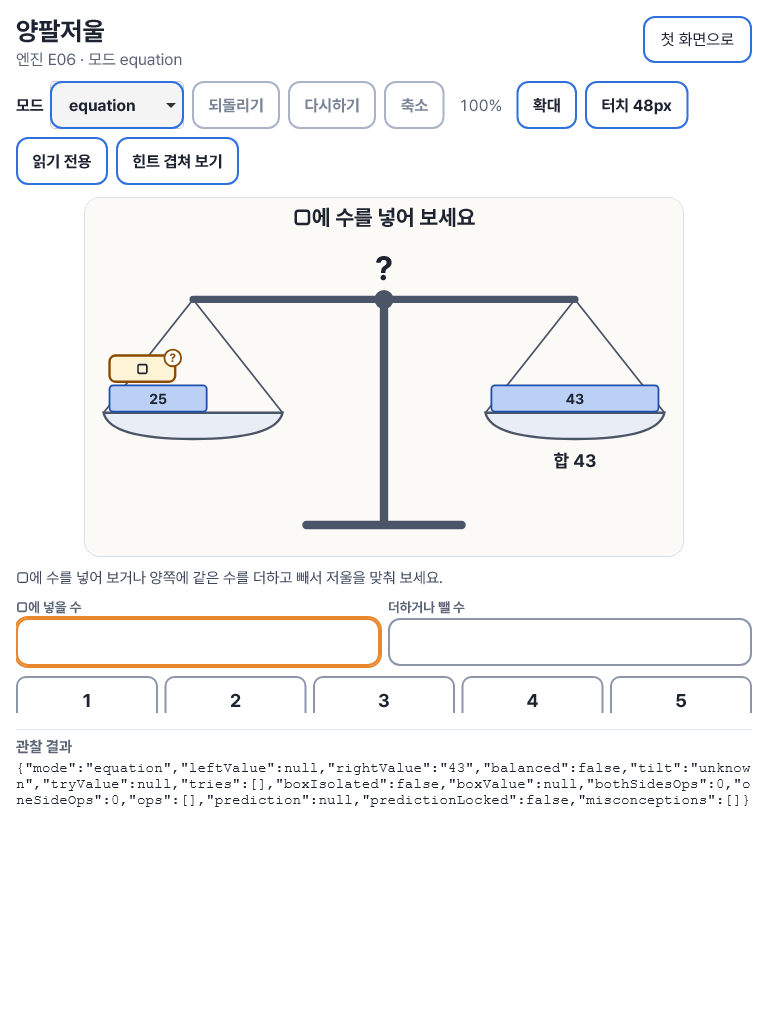 양팔저울
엔진 E06 · 모드 equation
첫 화면으로
모드 equation 되돌리기 다시하기 축소 100% 확대 터치 48px
읽기 전용 힌트 겹쳐 보기
▢에 수를 넣어 보세요
?
▢ ?
25
43
합 43
▢에 수를 넣어 보거나 양쪽에 같은 수를 더하고 빼서 저울을 맞춰 보세요.
▢에 넣을 수 더하거나 뺄 수
1 2 3 4 5
관찰 결과
{"mode":"equation","leftValue":null,"rightValue":"43","balanced":false,"tilt":"unknow
n","tryValue":null,"tries":[],"boxIsolated":false,"boxValue":null,"bothSidesOps":0,"o
neSideOps":0,"ops":[],"prediction":null,"predictionLocked":false,"misconceptions":[]}